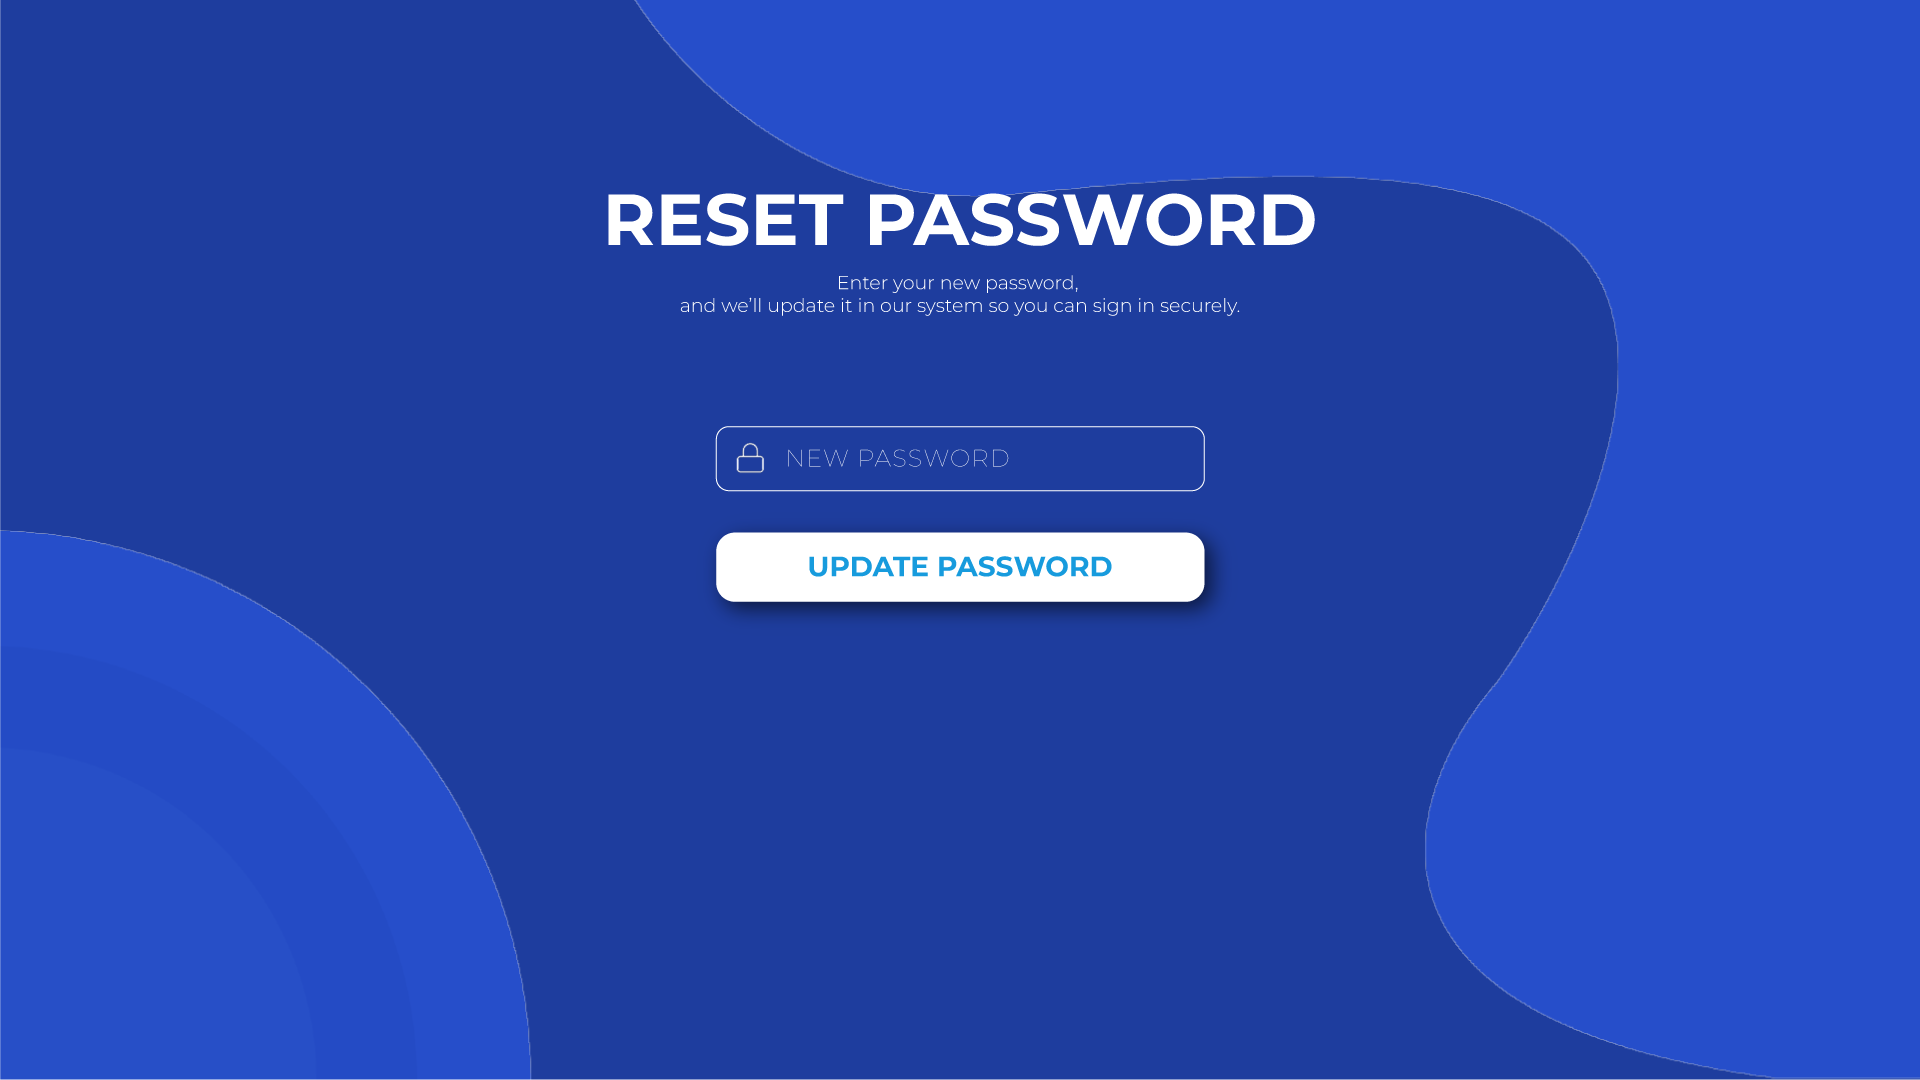 RESET PASSWORD
Enter your new password,
and we’ll update it in our system so you can sign in securely.
NEW PASSWORD
UPDATE PASSWORD